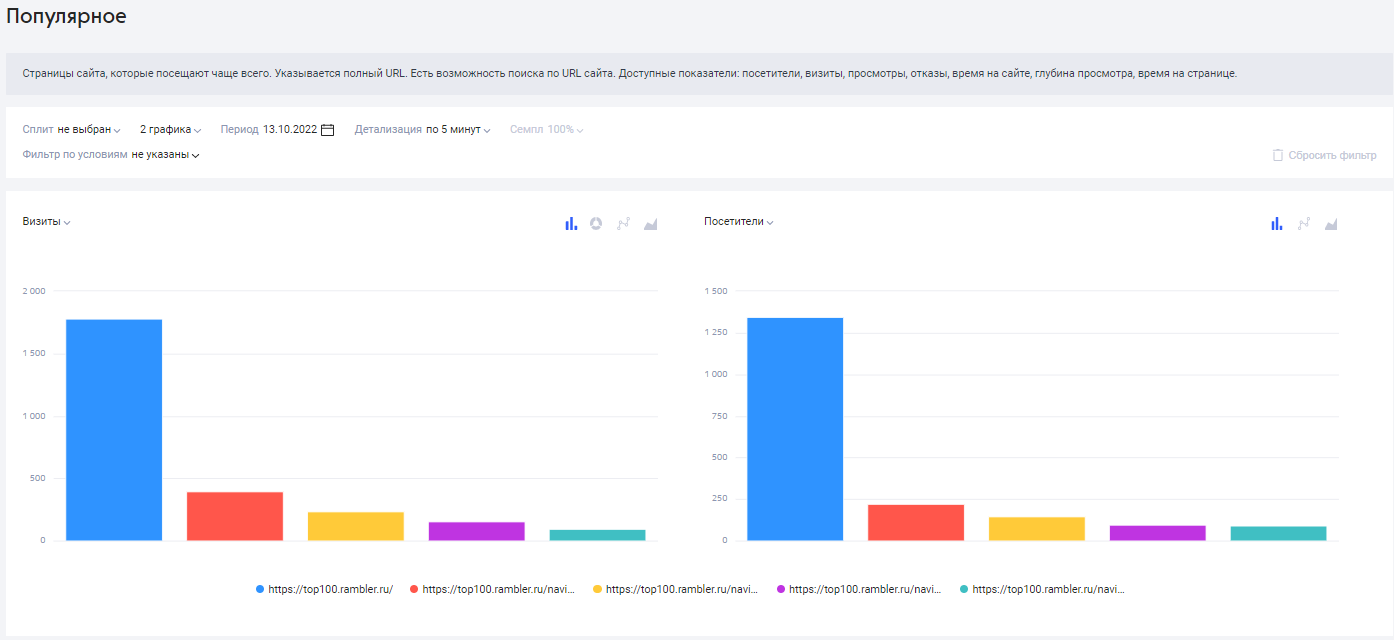 Популярное
Страницы сайта, которые посещают чаще всего. Указывается полный URL. Есть возможность поиска по URL сайта. Доступные показатели: посетители, визиты, просмотры, отказы, время на сайте, глубина просмотра, время на странице.
Сплит не выбран 2 графика Период 13.10.2022 Детализация по 5 минут Семпл 100%
Фильтр по условиям не указаны Сбросить фильтр
Визиты
2 000
1 500
1 000
500
0
Посетители
1 500
1 250
1 000
750
500
250
0
https://top100.rambler.ru/ https://top100.rambler.ru/navi... https://top100.rambler.ru/navi... https://top100.rambler.ru/navi... https://top100.rambler.ru/navi...